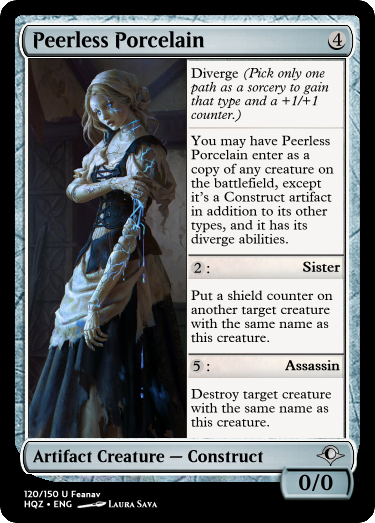 Peerless Porcelain 4
Diverge (Pick only one
path as a sorcery to gain
that type and a +1/+1
counter.)
You may have Peerless
Porcelain enter as a
copy of any creature on
the battlefield, except
it's a Construct artifact
in addition to its other
types, and it has its
diverge abilities.
2 : Sister
Put a shield counter on
another target creature
with the same name as
this creature.
5 : Assassin
Destroy target creature
with the same name as
this creature.
Artifact Creature — Construct
0/0
120/150 U Feanav
HQZ • ENG Laura Sava